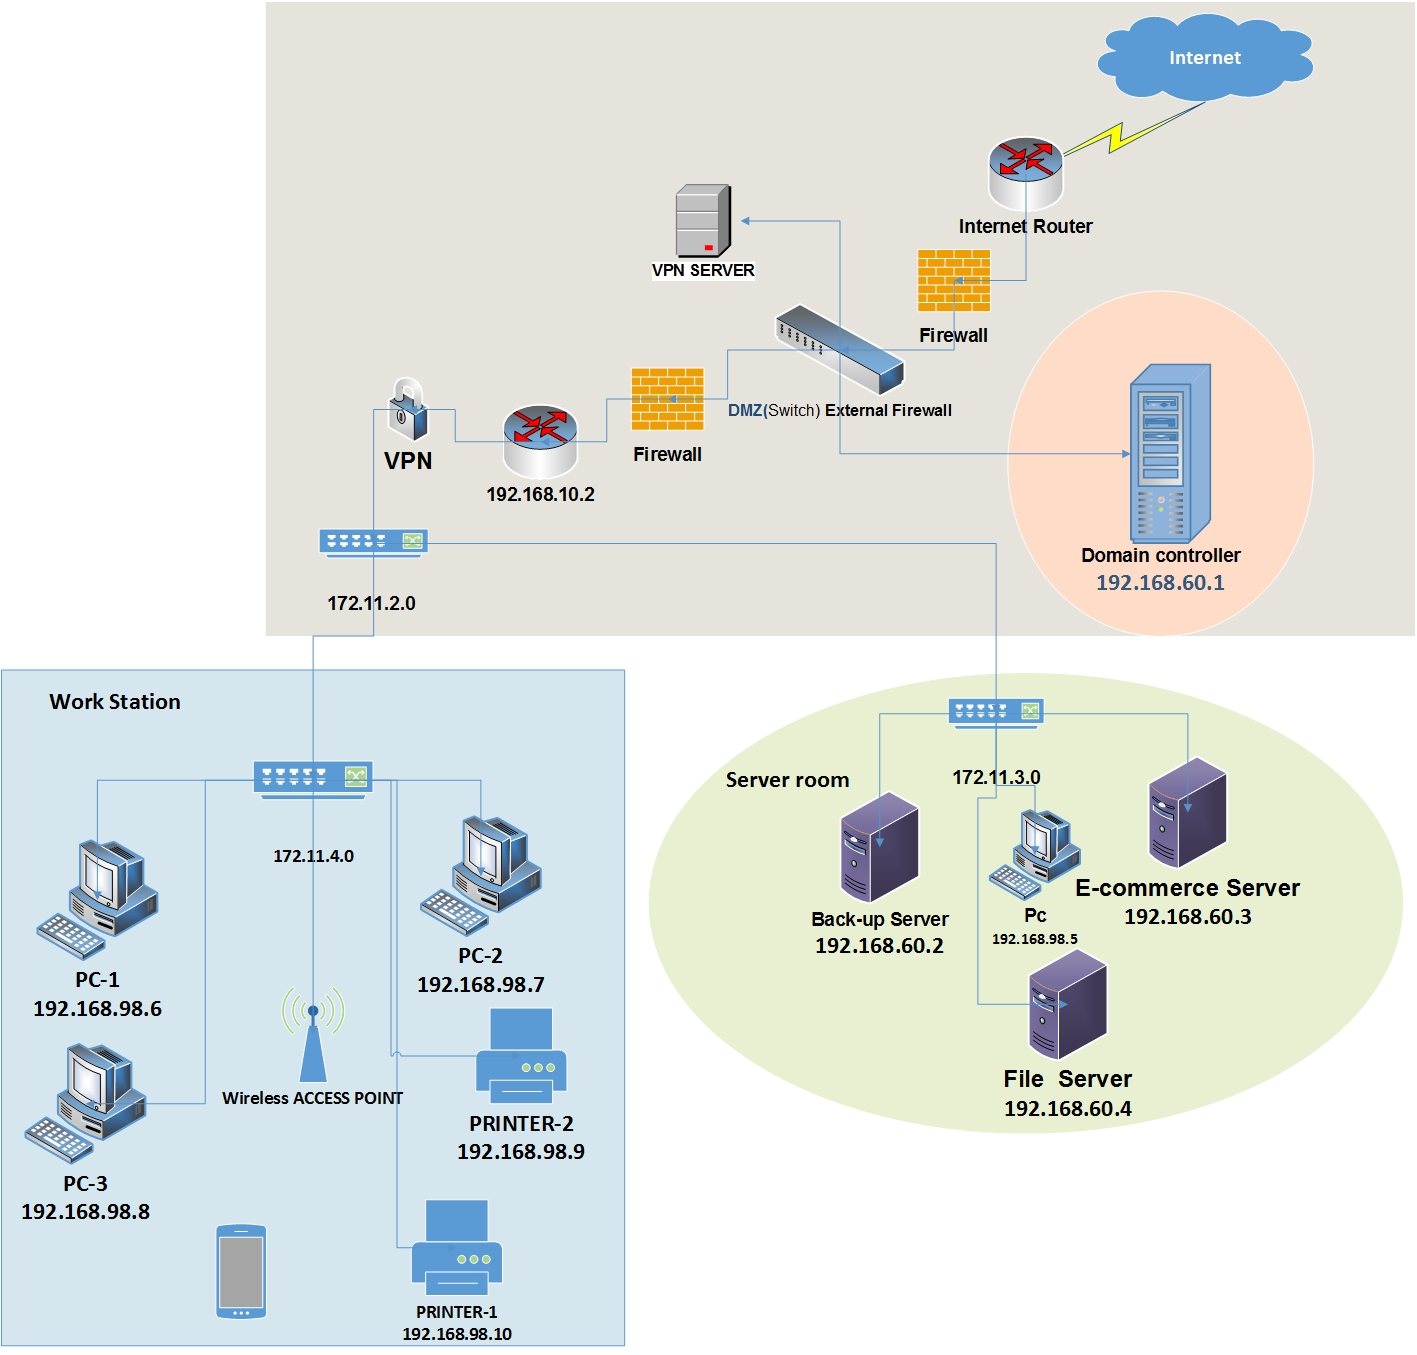 Internet
Internet Router
VPN SERVER
Firewall
DMZ(Switch) External Firewall
Firewall
VPN
192.168.10.2
172.11.2.0
Domain controller
192.168.60.1
Work Station
172.11.4.0
PC-1
192.168.98.6
PC-2
192.168.98.7
Wireless ACCESS POINT
PRINTER-2
192.168.98.9
PC-3
192.168.98.8
PRINTER-1
192.168.98.10
Server room
172.11.3.0
Back-up Server
192.168.60.2
Pc
192.168.98.5
E-commerce Server
192.168.60.3
File Server
192.168.60.4